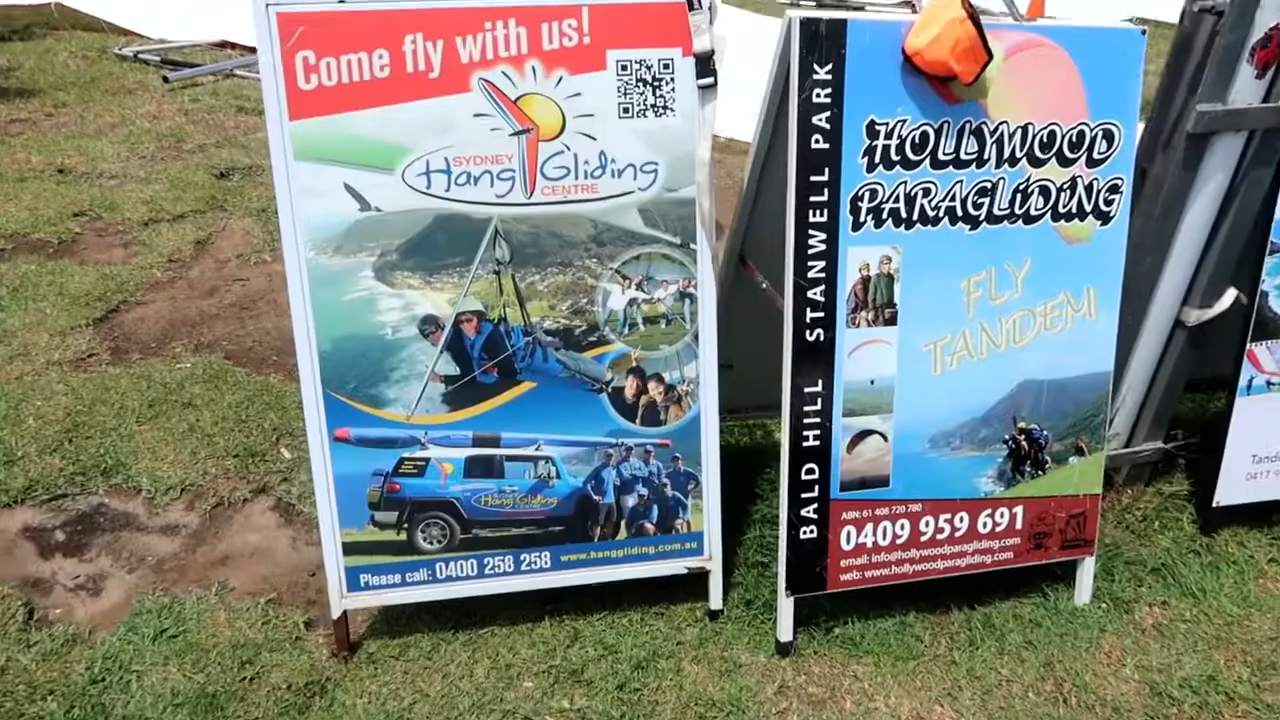 Come fly with us!
SYDNEY
Hang Gliding
CENTRE
Hang Gliding
Please call: 0400 258 258 www.hanggliding.com.au
BALD HILL STANWELL PARK
HOLLYWOOD
PARAGLIDING
FLY
TANDEM
ABN: 61 408 720 780
0409 959 691
email: info@hollywoodparagliding.com
web: www.hollywoodparagliding.com
0417